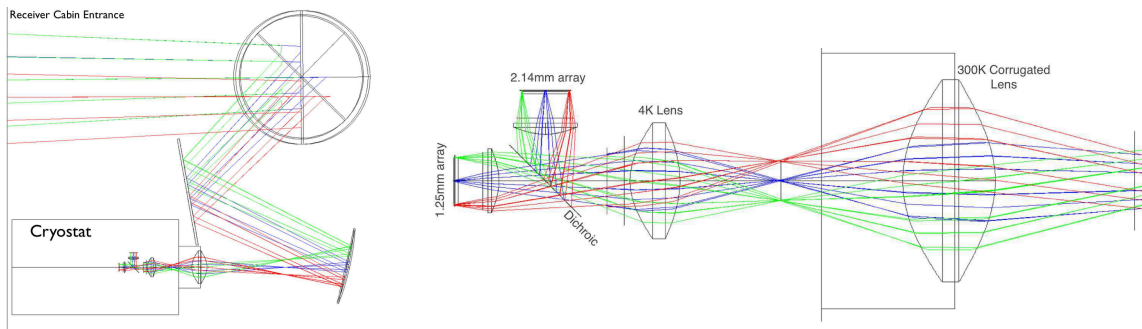 Receiver Cabin Entrance
Cryostat
2.14mm array
4K Lens
300K Corrugated
Lens
1.25mm array
Dichroic